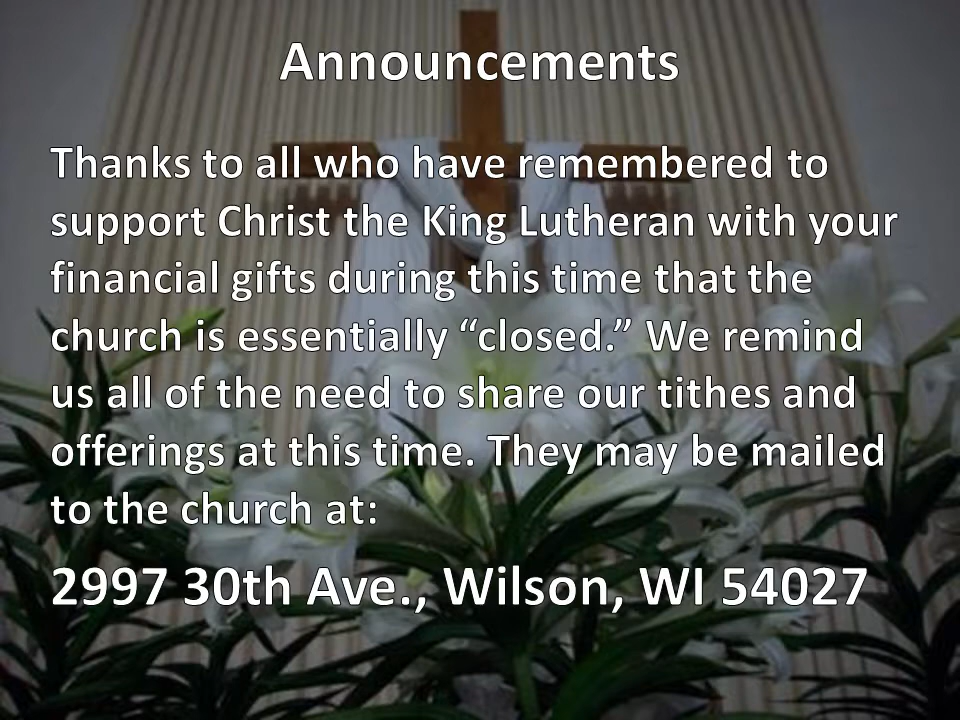 Announcements
Thanks to all who have remembered to
support Christ the King Lutheran with your
financial gifts during this time that the
church is essentially “closed.” We remind
us all of the need to share our tithes and
offerings at this time. They may be mailed
to the church at:
2997 30th Ave., Wilson, WI 54027